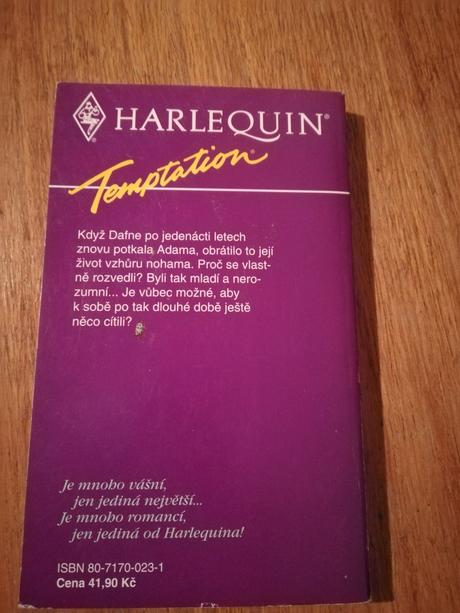 HARLEQUIN®
Temptation®
Když Dafne po jedenácti letech
znovu potkala Adama, obrátilo to její
život vzhůru nohama. Proč se vlast-
ně rozvedli? Byli tak mladí a nero-
zumní... Je vůbec možné, aby
k sobě po tak dlouhé době ještě
něco cítili?
Je mnoho vášní,
jen jediná největší...
Je mnoho romancí,
jen jediná od Harlequina!
ISBN 80-7170-023-1
Cena 41,90 Kč